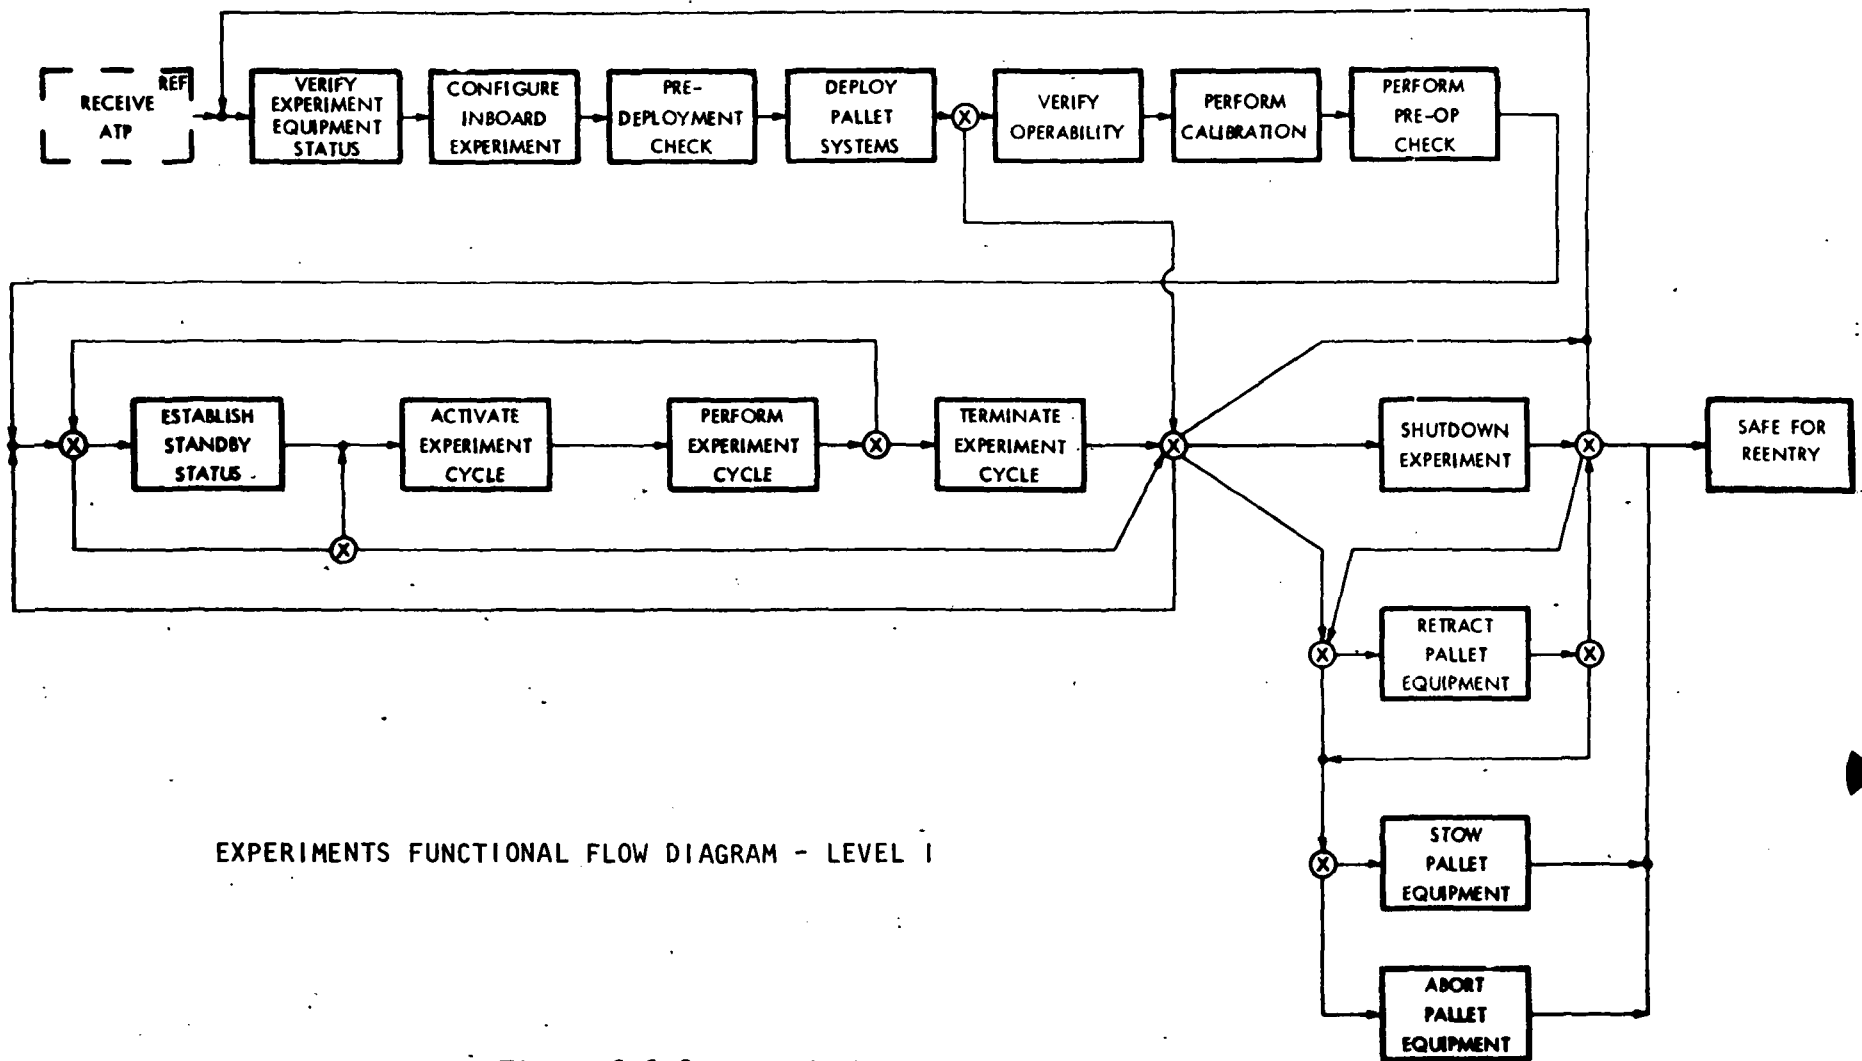 REF
RECEIVE
ATP
VERIFY
EXPERIMENT
EQUIPMENT
STATUS
CONFIGURE
INBOARD
EXPERIMENT
PRE-
DEPLOYMENT
CHECK
DEPLOY
PALLET
SYSTEMS
X
VERIFY
OPERABILITY
PERFORM
CALIBRATION
PERFORM
PRE-OP
CHECK
X
ESTABLISH
STANDBY
STATUS
ACTIVATE
EXPERIMENT
CYCLE
PERFORM
EXPERIMENT
CYCLE
X
TERMINATE
EXPERIMENT
CYCLE
X
SHUTDOWN
EXPERIMENT
X
SAFE FOR
REENTRY
X
X
RETRACT
PALLET
EQUIPMENT
X
X
STOW
PALLET
EQUIPMENT
EXPERIMENTS FUNCTIONAL FLOW DIAGRAM - LEVEL I
ABORT
PALLET
EQUIPMENT